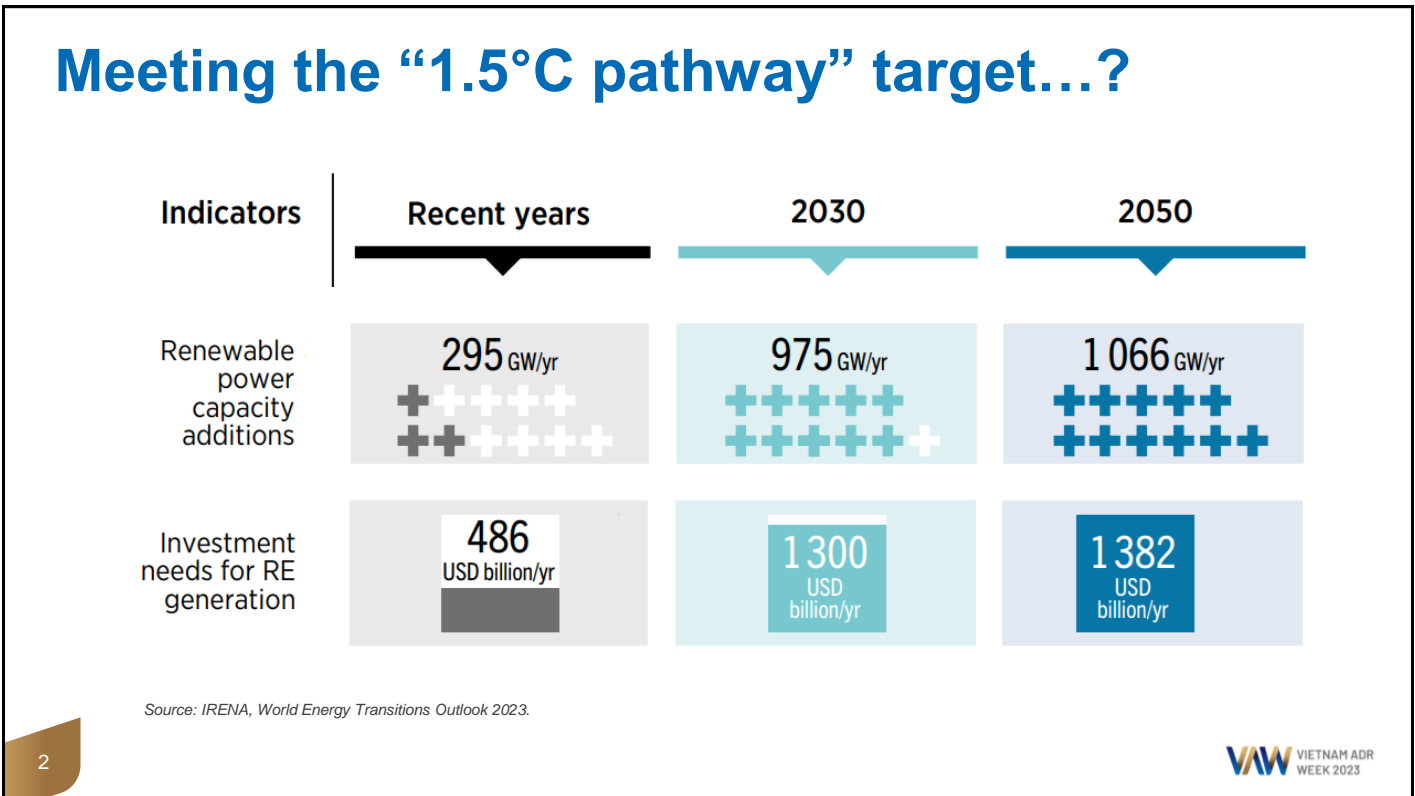 Meeting the “1.5°C pathway” target…?
Indicators
Recent years
2030
2050
Renewable
power
capacity
additions
295 GW/yr
975 GW/yr
1 066 GW/yr
Investment
needs for RE
generation
486
USD billion/yr
1 300
USD
billion/yr
1 382
USD
billion/yr
Source: IRENA, World Energy Transitions Outlook 2023.
2
VAW
VIETNAM ADR
WEEK 2023